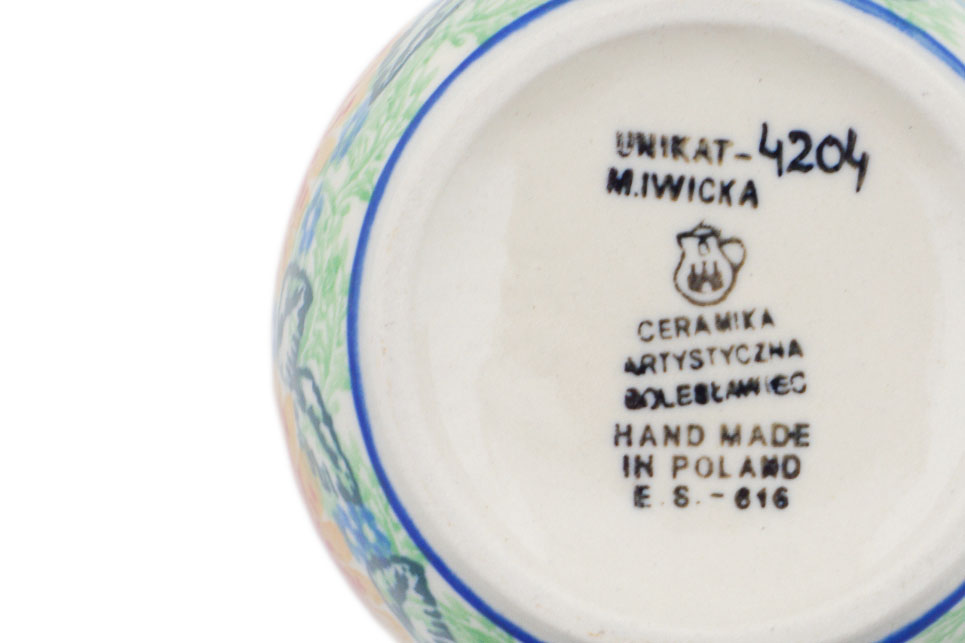 UNIKAT-4204
M.IWICKA
CERAMIKA
ARTYSTYCZNA
BOLESŁAWIEC
HAND MADE
IN POLAND
E. S. - 616